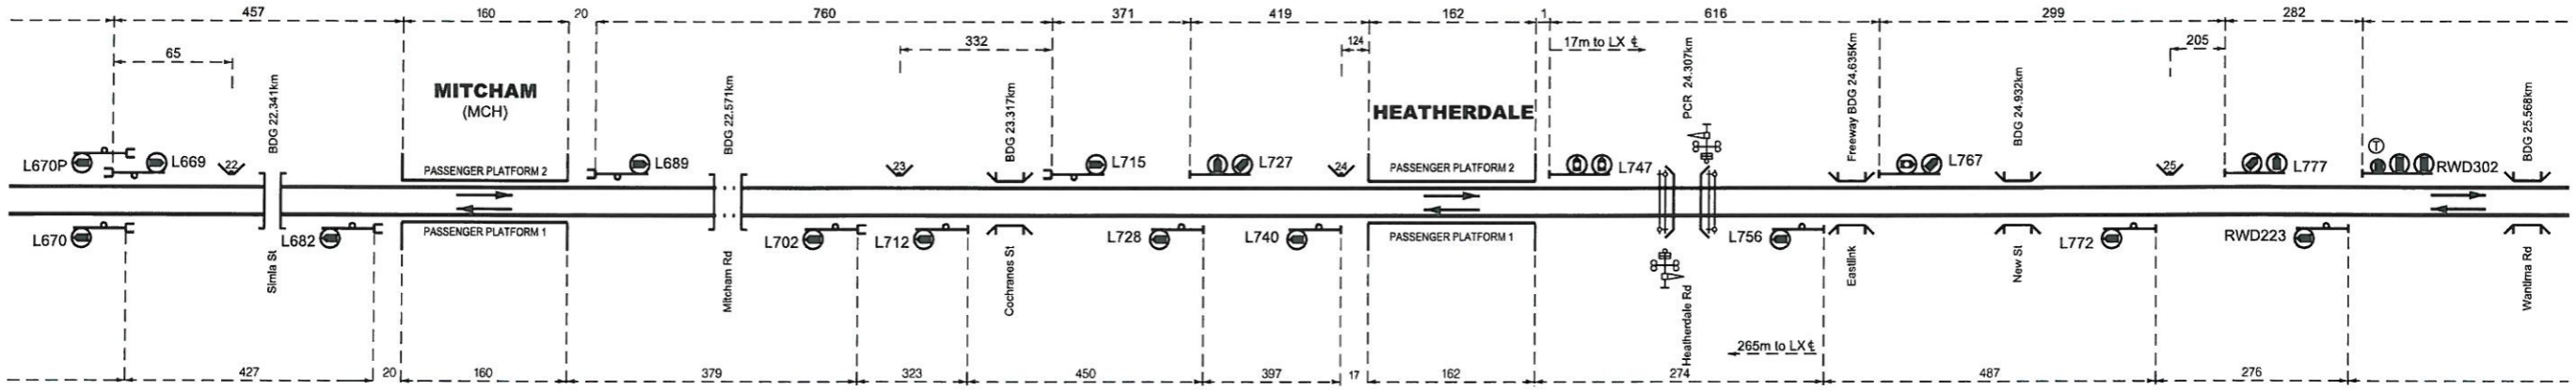 457
160
20
760
371
419
162
1
616
299
282
65
332
124
17m to LX ℄
205
MITCHAM
(MCH)
HEATHERDALE
BDG 22.341km
BDG 22.571km
BDG 23.317km
PCR 24.307km
Freeway BDG 24.635Km
BDG 24.932km
BDG 25.568km
L670P
L669
22
PASSENGER PLATFORM 2
L689
23
L715
L727
24
PASSENGER PLATFORM 2
L747
L767
25
L777
T
RWD302
L670
L682
PASSENGER PLATFORM 1
L702
L712
L728
L740
PASSENGER PLATFORM 1
L756
L772
RWD223
Simla St
Mitcham Rd
Cochranes St
Heatherdale Rd
Eastlink
New St
Wantirna Rd
265m to LX ℄
427
20
160
379
323
450
397
17
162
274
487
276